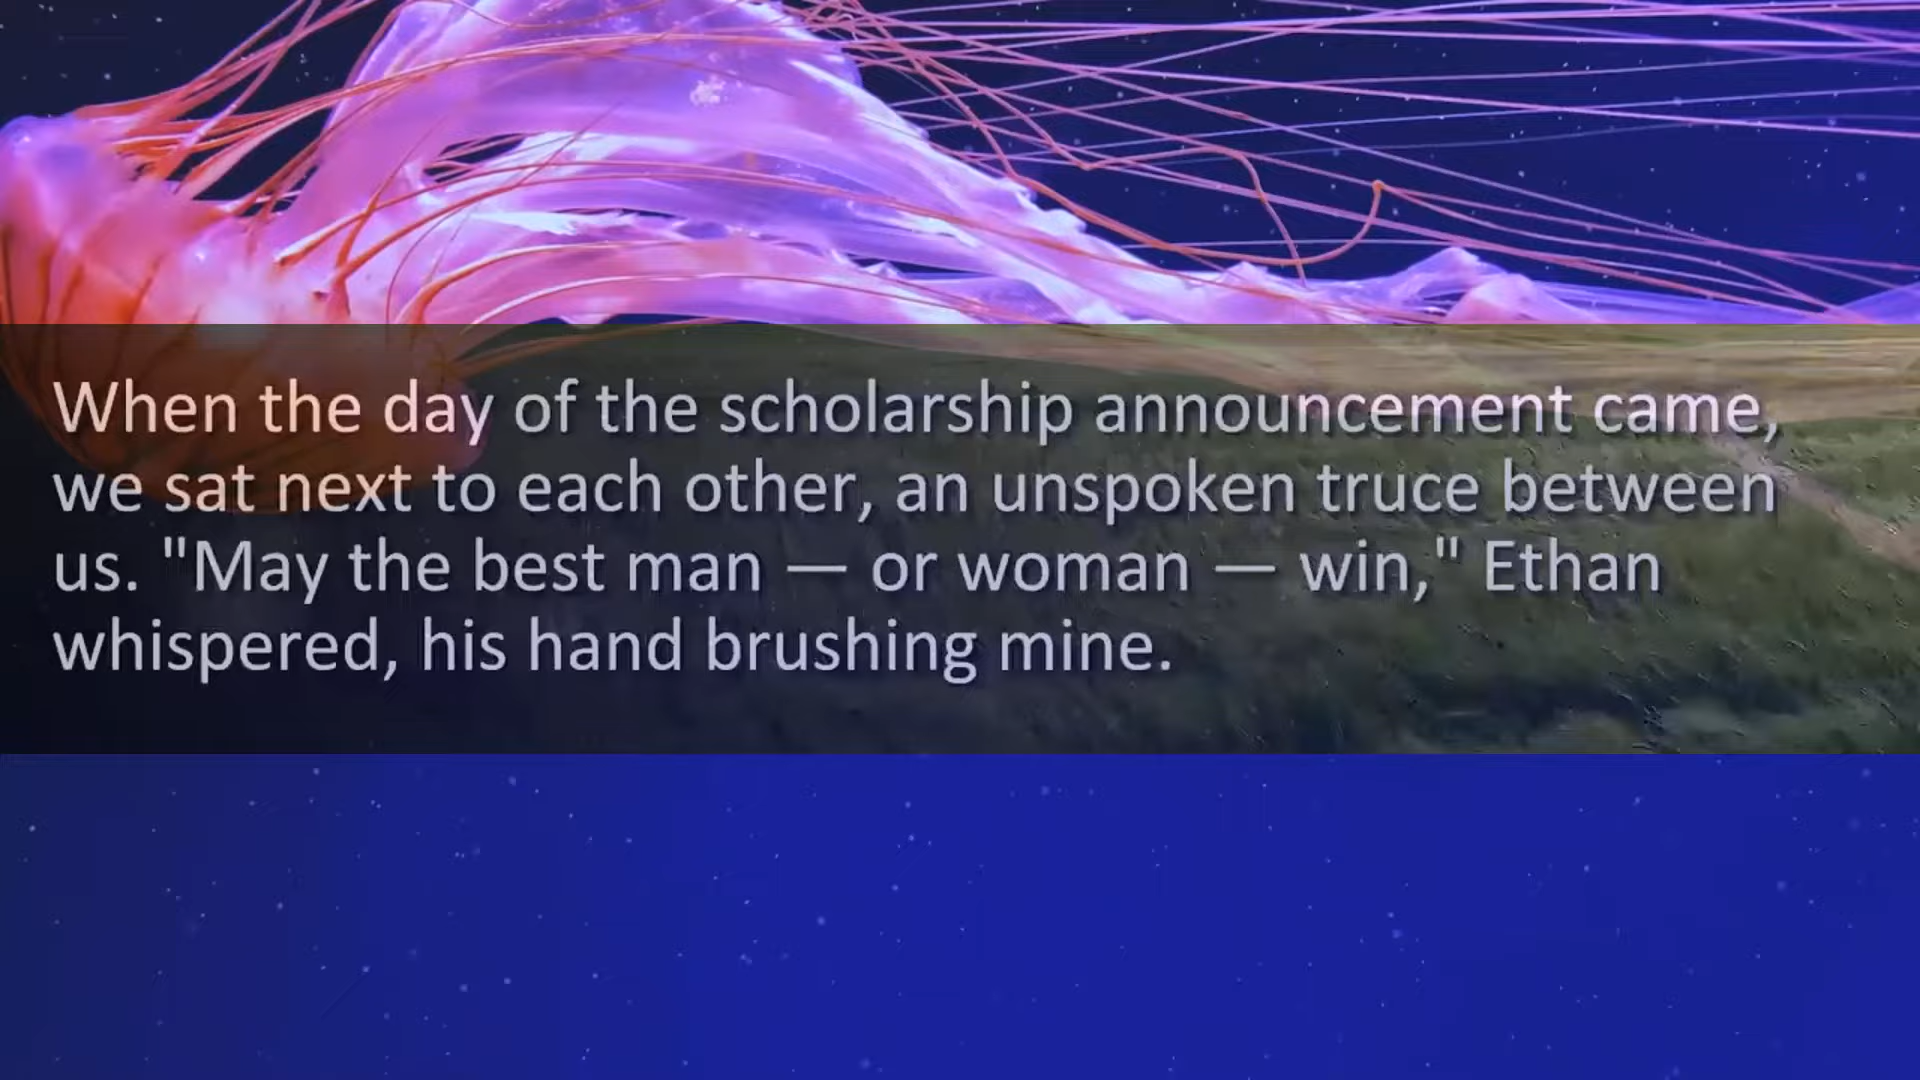 When the day of the scholarship announcement came,
we sat next to each other, an unspoken truce between
us. "May the best man — or woman — win," Ethan
whispered, his hand brushing mine.